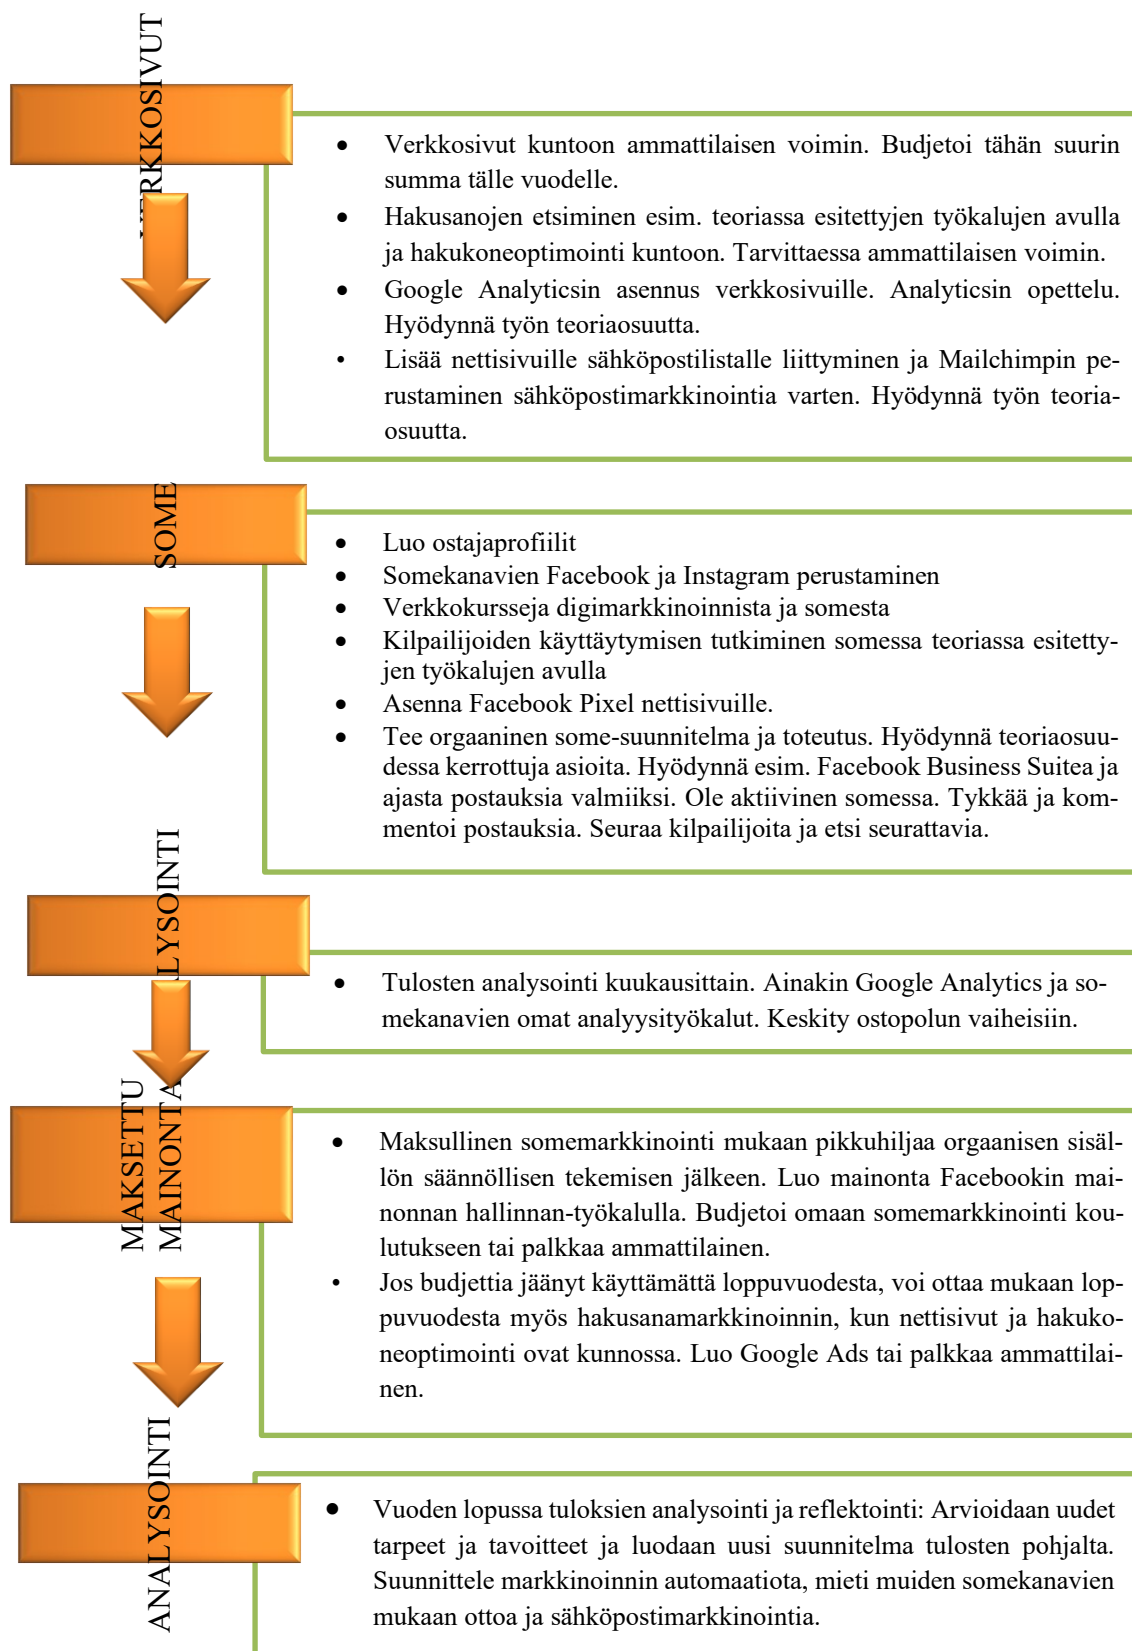 VERKKOSIVUT
• Verkkosivut kuntoon ammattilaisen voimin. Budjetoi tähän suurin
summa tälle vuodelle.
• Hakusanojen etsiminen esim. teoriassa esitettyjen työkalujen avulla
ja hakukoneoptimointi kuntoon. Tarvittaessa ammattilaisen voimin.
• Google Analyticsin asennus verkkosivuille. Analyticsin opettelu.
Hyödynnä työn teoriaosuutta.
• Lisää nettisivuille sähköpostilistalle liittyminen ja Mailchimpin pe-
rustaminen sähköpostimarkkinointia varten. Hyödynnä työn teoria-
osuutta.
SOME
• Luo ostajaprofiilit
• Somekanavien Facebook ja Instagram perustaminen
• Verkkokursseja digimarkkinoinnista ja somesta
• Kilpailijoiden käyttäytymisen tutkiminen somessa teoriassa esitetty-
jen työkalujen avulla
• Asenna Facebook Pixel nettisivuille.
• Tee orgaaninen some-suunnitelma ja toteutus. Hyödynnä teoriaosuu-
dessa kerrottuja asioita. Hyödynnä esim. Facebook Business Suitea ja
ajasta postauksia valmiiksi. Ole aktiivinen somessa. Tykkää ja kom-
mentoi postauksia. Seuraa kilpailijoita ja etsi seurattavia.
LYSOINTI
• Tulosten analysointi kuukausittain. Ainakin Google Analytics ja so-
mekanavien omat analyysityökalut. Keskity ostopolun vaiheisiin.
MAKSETTU
MAINONTA
• Maksullinen somemarkkinointi mukaan pikkuhiljaa orgaanisen sisäl-
lön säännöllisen tekemisen jälkeen. Luo mainonta Facebookin mai-
nonnan hallinnan-työkalulla. Budjetoi omaan somemarkkinointi kou-
lutukseen tai palkkaa ammattilainen.
• Jos budjettia jäänyt käyttämättä loppuvuodesta, voi ottaa mukaan lop-
puvuodesta myös hakusanamarkkinoinnin, kun nettisivut ja hakuko-
neoptimointi ovat kunnossa. Luo Google Ads tai palkkaa ammattilai-
nen.
ANALYSOINTI
• Vuoden lopussa tuloksien analysointi ja reflektointi: Arvioidaan uudet
tarpeet ja tavoitteet ja luodaan uusi suunnitelma tulosten pohjalta.
Suunnittele markkinoinnin automaatiota, mieti muiden somekanavien
mukaan ottoa ja sähköpostimarkkinointia.